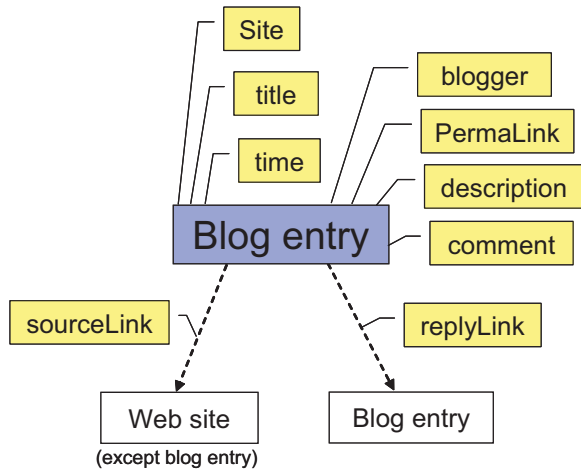 Site
title
time
blogger
PermaLink
description
comment
Blog entry
sourceLink
replyLink
Web site
(except blog entry)
Blog entry